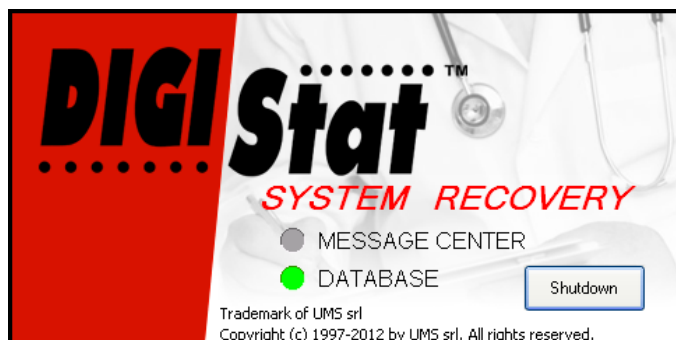 DIGI Stat™
SYSTEM RECOVERY
MESSAGE CENTER
DATABASE
Shutdown
Trademark of UMS srl
Copyright (c) 1997-2012 by UMS srl. All rights reserved.